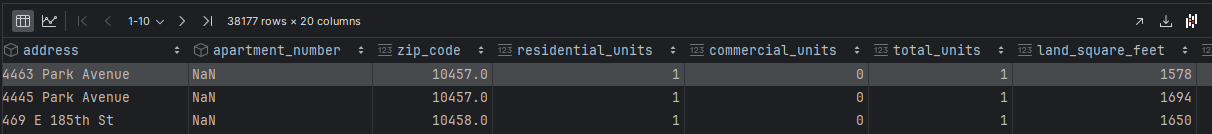 1-10 38177 rows × 20 columns
address apartment_number 123 zip_code 123 residential_units 123 commercial_units 123 total_units 123 land_square_feet
4463 Park Avenue NaN 10457.0 1 0 1 1578
4445 Park Avenue NaN 10457.0 1 0 1 1694
469 E 185th St NaN 10458.0 1 0 1 1650